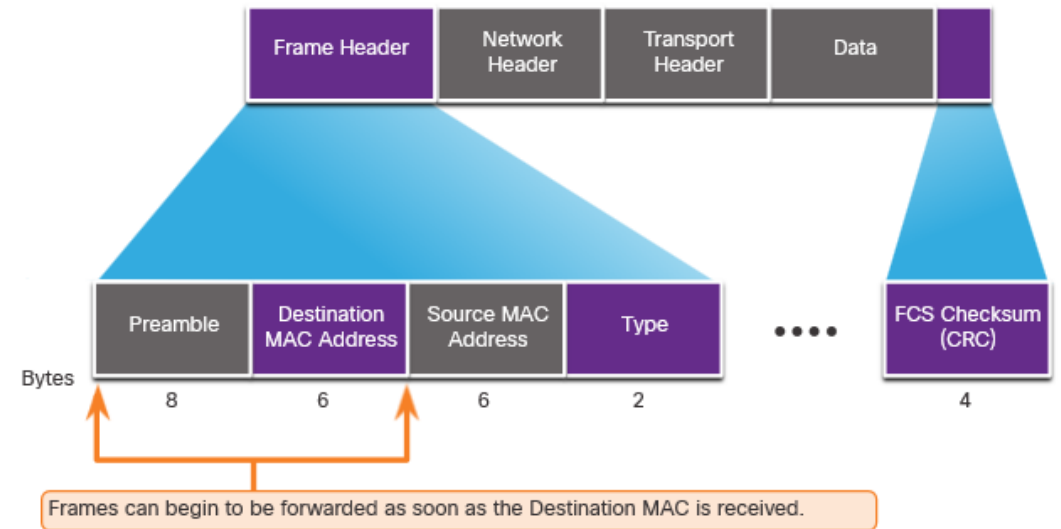 Frame Header
Network
Header
Transport
Header
Data
Preamble
Destination
MAC Address
Source MAC
Address
Type
FCS Checksum
(CRC)
Bytes
8
6
6
2
4
Frames can begin to be forwarded as soon as the Destination MAC is received.